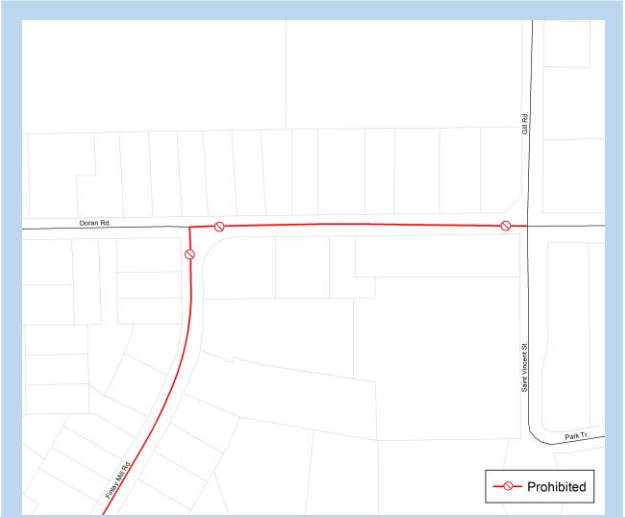 Gill Rd.
Doran Rd.
Saint Vincent St.
Park Tr.
Finlay Mill Rd.
Prohibited